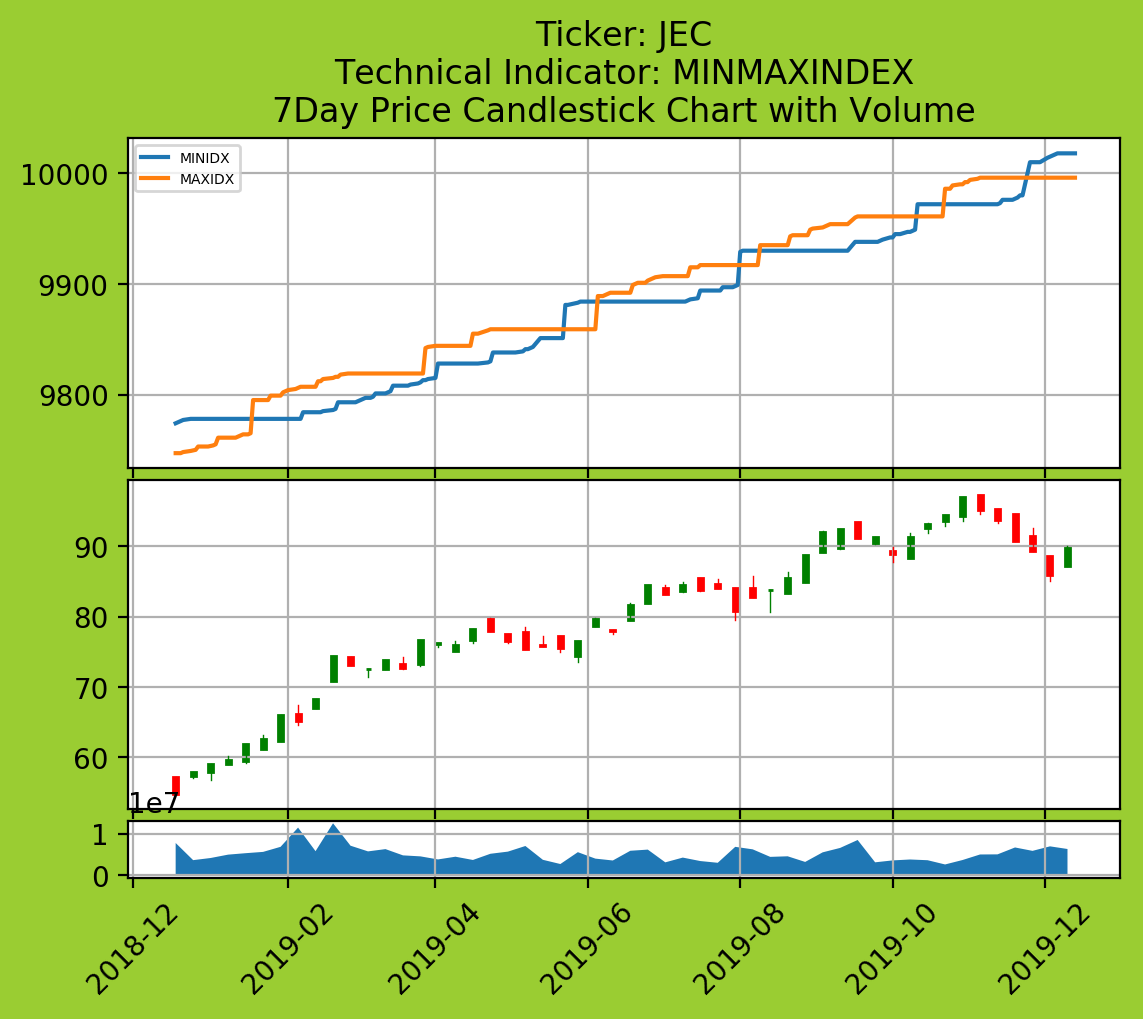 Ticker: JEC
Technical Indicator: MINMAXINDEX
7Day Price Candlestick Chart with Volume
MINIDX
MAXIDX
10000
9900
9800
90
80
70
60
1e7
1
0
2018-12
2019-02
2019-04
2019-06
2019-08
2019-10
2019-12